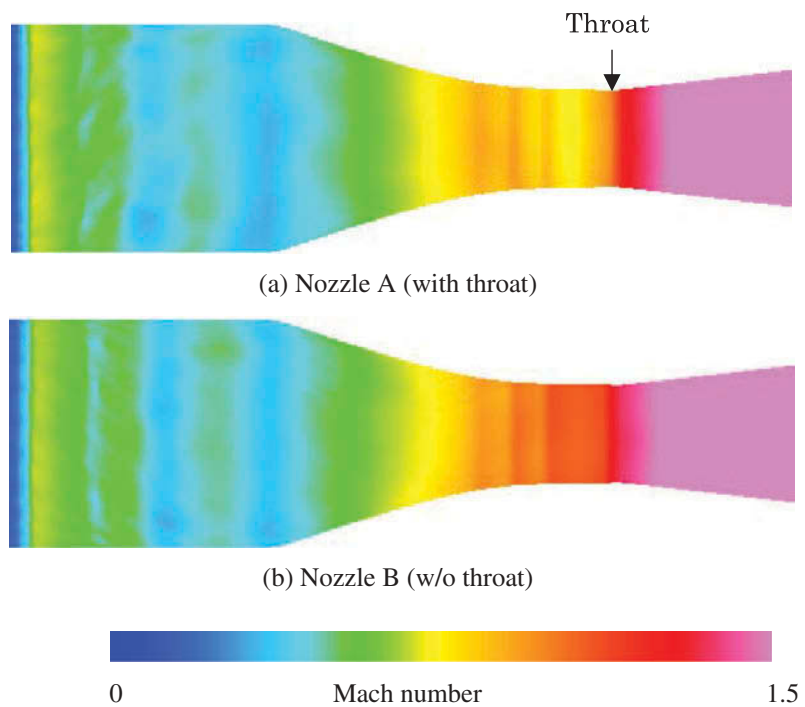 Throat
(a) Nozzle A (with throat)
(b) Nozzle B (w/o throat)
0 Mach number 1.5